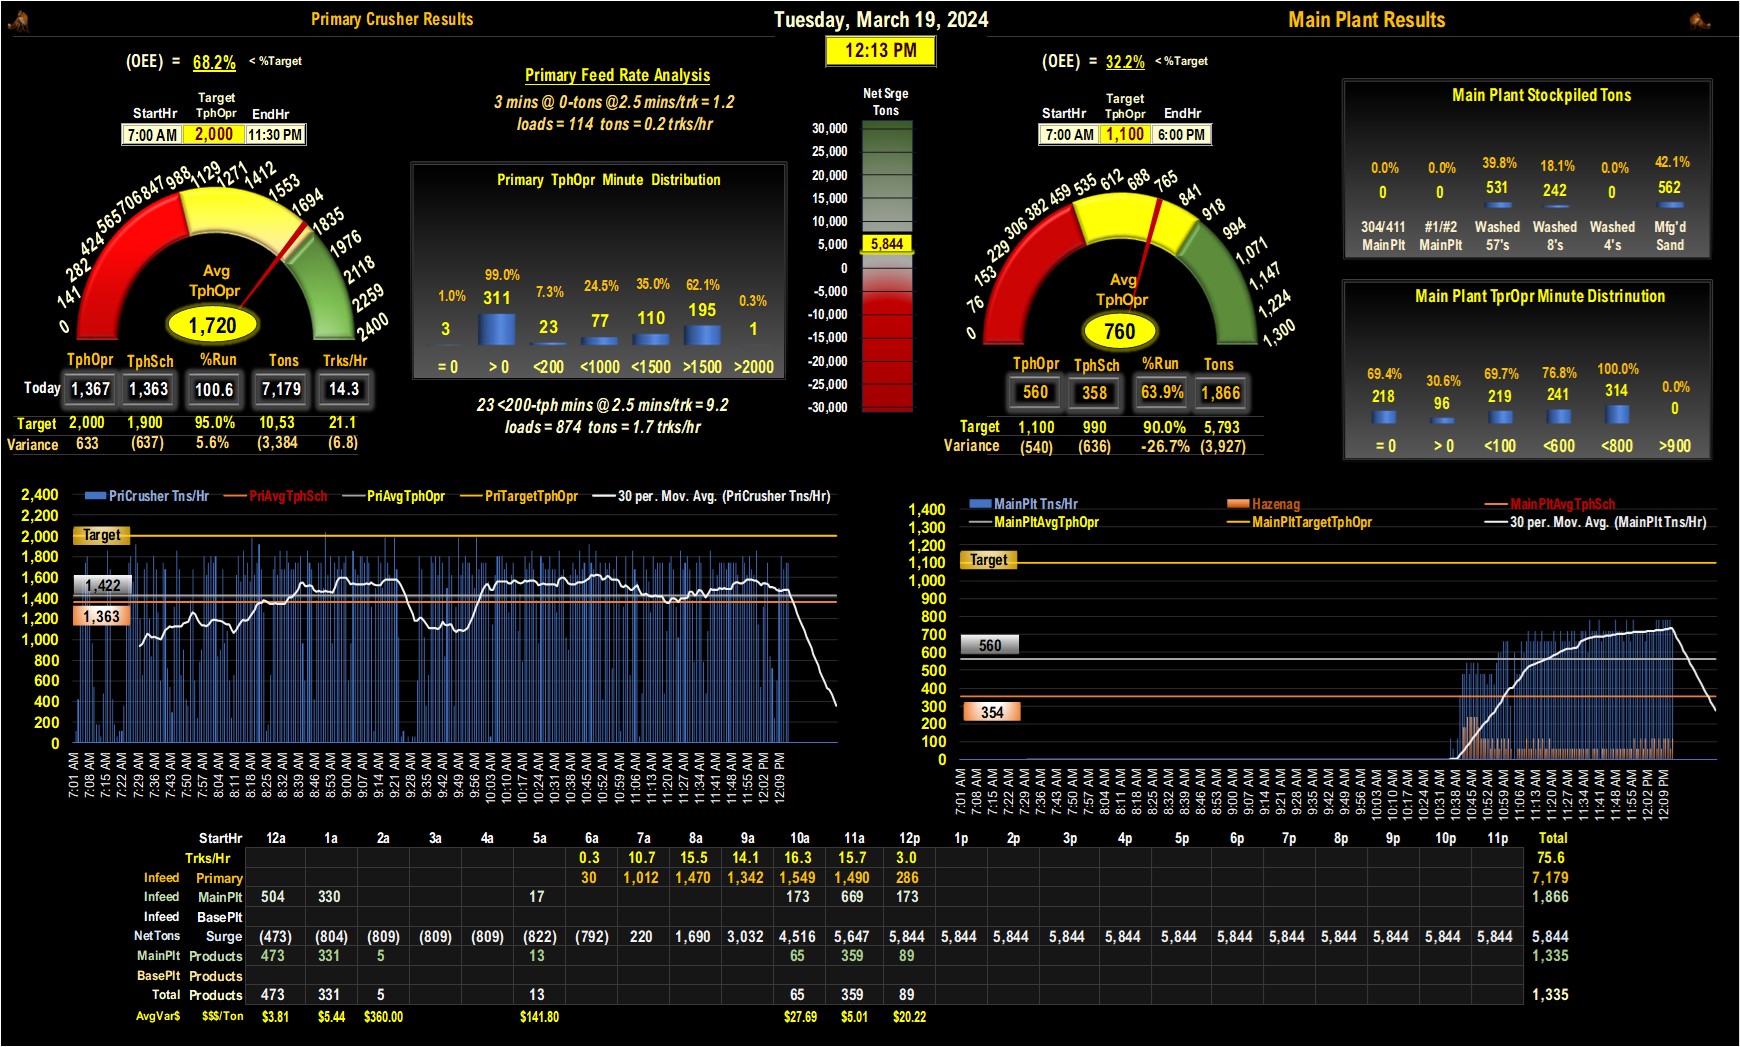 Primary Crusher Results
Tuesday, March 19, 2024
Main Plant Results
12:13 PM
(OEE) = 68.2% < %Target
StartHr Target TphOpr EndHr
7:00 AM 2,000 11:30 PM
0 141 282 424 565 706 847 988 1129 1271 1412 1553 1694 1835 1976 2118 2259 2400
Avg
TphOpr
1,720
TphOpr TphSch %Run Tons Trks/Hr
Today 1,367 1,363 100.6 7,179 14.3
Target 2,000 1,900 95.0% 10,53 21.1
Variance 633 (637) 5.6% (3,384 (6.8)
Primary Feed Rate Analysis
3 mins @ 0-tons @2.5 mins/trk = 1.2
loads = 114 tons = 0.2 trks/hr
Primary TphOpr Minute Distribution
1.0% 99.0% 7.3% 24.5% 35.0% 62.1% 0.3%
3 311 23 77 110 195 1
= 0 > 0 <200 <1000 <1500 >1500 >2000
23 <200-tph mins @ 2.5 mins/trk = 9.2
loads = 874 tons = 1.7 trks/hr
Net Srge
Tons
30,000
25,000
20,000
15,000
10,000
5,000
5,844
0
-5,000
-10,000
-15,000
-20,000
-25,000
-30,000
(OEE) = 32.2% < %Target
StartHr Target TphOpr EndHr
7:00 AM 1,100 6:00 PM
0 76 153 229 306 382 459 535 612 688 765 841 918 994 1,071 1,147 1,224 1,300
Avg
TphOpr
760
TphOpr TphSch %Run Tons
560 358 63.9% 1,866
Target 1,100 990 90.0% 5,793
Variance (540) (636) -26.7% (3,927)
Main Plant Stockpiled Tons
0.0% 0.0% 39.8% 18.1% 0.0% 42.1%
0 0 531 242 0 562
304/411 #1/#2 Washed Washed Washed Mfg'd
MainPlt MainPlt 57's 8's 4's Sand
Main Plant TprOpr Minute Distrinution
69.4% 30.6% 69.7% 76.8% 100.0% 0.0%
218 96 219 241 314 0
= 0 > 0 <100 <600 <800 >900
PriCrusher Tns/Hr PriAvgTphSch PriAvgTphOpr PriTargetTphOpr 30 per. Mov. Avg. (PriCrusher Tns/Hr)
2,400
2,200
2,000
1,800
1,600
1,400
1,200
1,000
800
600
400
200
0
Target
1,422
1,363
7:01 AM 7:08 AM 7:15 AM 7:22 AM 7:29 AM 7:36 AM 7:43 AM 7:50 AM 7:57 AM 8:04 AM 8:11 AM 8:18 AM 8:25 AM 8:32 AM 8:39 AM 8:46 AM 8:53 AM 9:00 AM 9:07 AM 9:14 AM 9:21 AM 9:28 AM 9:35 AM 9:42 AM 9:49 AM 9:56 AM 10:03 AM 10:10 AM 10:17 AM 10:24 AM 10:31 AM 10:38 AM 10:45 AM 10:52 AM 10:59 AM 11:06 AM 11:13 AM 11:20 AM 11:27 AM 11:34 AM 11:41 AM 11:48 AM 11:55 AM 12:02 PM 12:09 PM
MainPlt Tns/Hr Hazenag MainPltAvgTphSch
MainPltAvgTphOpr MainPltTargetTphOpr 30 per. Mov. Avg. (MainPlt Tns/Hr)
1,400
1,300
1,200
1,100
1,000
900
800
700
600
500
400
300
200
100
0
Target
560
354
7:01 AM 7:08 AM 7:15 AM 7:22 AM 7:29 AM 7:36 AM 7:43 AM 7:50 AM 7:57 AM 8:04 AM 8:11 AM 8:18 AM 8:25 AM 8:32 AM 8:39 AM 8:46 AM 8:53 AM 9:00 AM 9:07 AM 9:14 AM 9:21 AM 9:28 AM 9:35 AM 9:42 AM 9:49 AM 9:56 AM 10:03 AM 10:10 AM 10:17 AM 10:24 AM 10:31 AM 10:38 AM 10:45 AM 10:52 AM 10:59 AM 11:06 AM 11:13 AM 11:20 AM 11:27 AM 11:34 AM 11:41 AM 11:48 AM 11:55 AM 12:02 PM 12:09 PM
StartHr 12a 1a 2a 3a 4a 5a 6a 7a 8a 9a 10a 11a 12p 1p 2p 3p 4p 5p 6p 7p 8p 9p 10p 11p Total
Trks/Hr 0.3 10.7 15.5 14.1 16.3 15.7 3.0 75.6
Infeed Primary 30 1,012 1,470 1,342 1,549 1,490 286 7,179
Infeed MainPlt 504 330 17 173 669 173 1,866
Infeed BasePlt
NetTons Surge (473) (804) (809) (809) (809) (822) (792) 220 1,690 3,032 4,516 5,647 5,844 5,844 5,844 5,844 5,844 5,844 5,844 5,844 5,844 5,844 5,844 5,844 5,844
MainPlt Products 473 331 5 13 65 359 89 1,335
BasePlt Products
Total Products 473 331 5 13 65 359 89 1,335
AvgVar$ $$$/Ton $3.81 $5.44 $360.00 $141.80 $27.69 $5.01 $20.22